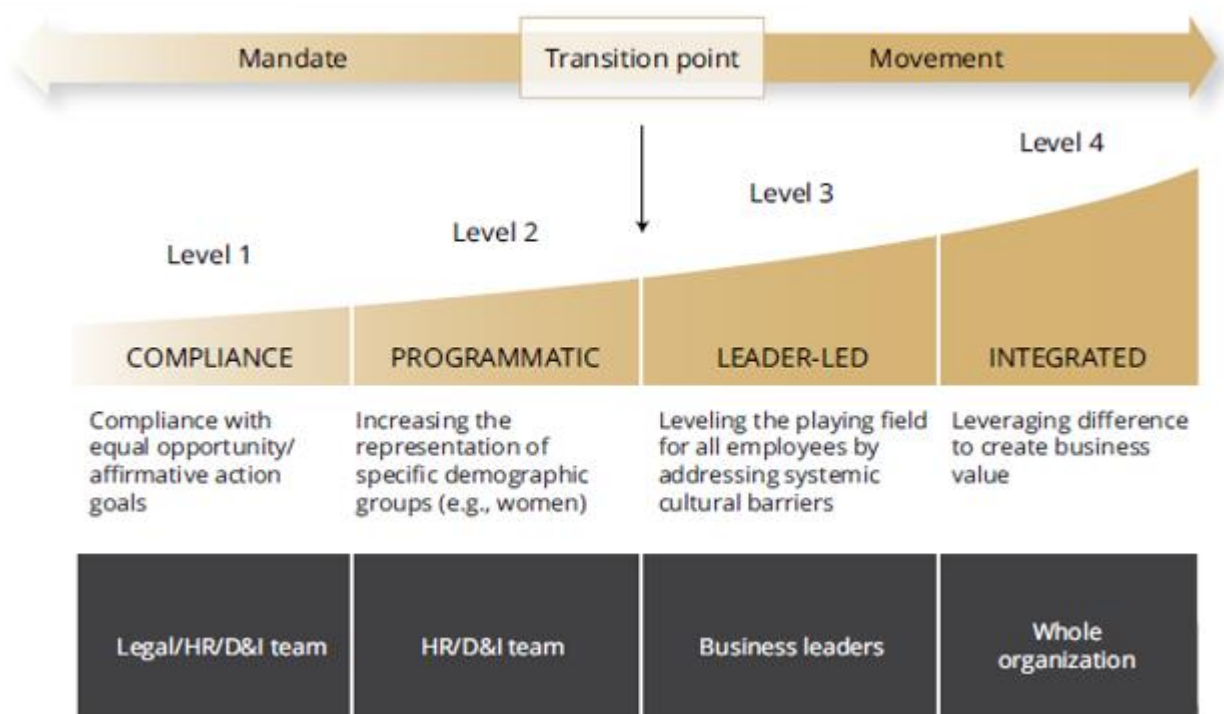 Mandate
Transition point
Movement
Level 1
Level 2
Level 3
Level 4
COMPLIANCE
PROGRAMMATIC
LEADER-LED
INTEGRATED
Compliance with
equal opportunity/
affirmative action
goals
Increasing the
representation of
specific demographic
groups (e.g., women)
Leveling the playing field
for all employees by
addressing systemic
cultural barriers
Leveraging difference
to create business
value
Legal/HR/D&I team
HR/D&I team
Business leaders
Whole
organization